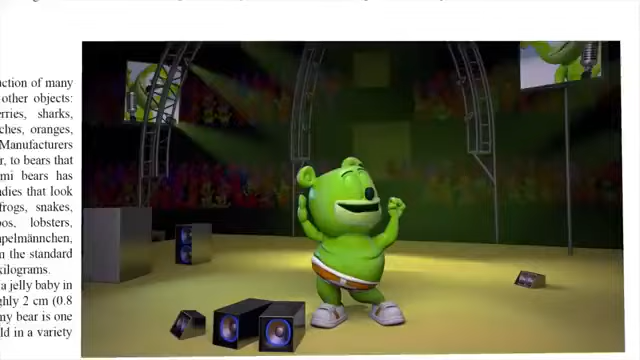 uction of many
other objects:
erries, sharks,
ches, oranges,
Manufacturers
r, to bears that
mi bears has
dies that look
frogs, snakes,
os, lobsters,
pelmännchen,
n the standard
kilograms.
a jelly baby in
ghly 2 cm (0.8
ny bear is one
ld in a variety